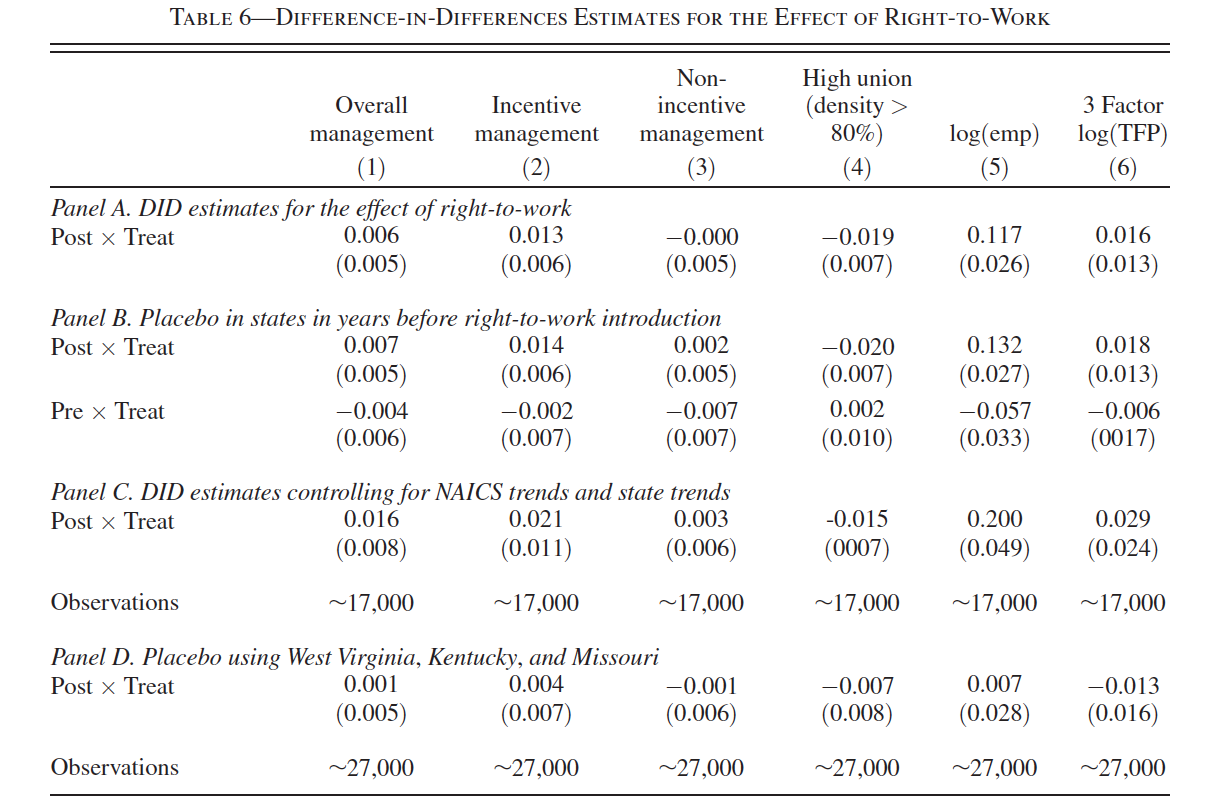 TABLE 6—DIFFERENCE-IN-DIFFERENCES ESTIMATES FOR THE EFFECT OF RIGHT-TO-WORK
Overall management (1) Incentive management (2) Non-incentive management (3) High union (density > 80%) (4) log(emp) (5) 3 Factor log(TFP) (6)
Panel A. DID estimates for the effect of right-to-work
Post × Treat 0.006 0.013 −0.000 −0.019 0.117 0.016
(0.005) (0.006) (0.005) (0.007) (0.026) (0.013)
Panel B. Placebo in states in years before right-to-work introduction
Post × Treat 0.007 0.014 0.002 −0.020 0.132 0.018
(0.005) (0.006) (0.005) (0.007) (0.027) (0.013)
Pre × Treat −0.004 −0.002 −0.007 0.002 −0.057 −0.006
(0.006) (0.007) (0.007) (0.010) (0.033) (0017)
Panel C. DID estimates controlling for NAICS trends and state trends
Post × Treat 0.016 0.021 0.003 -0.015 0.200 0.029
(0.008) (0.011) (0.006) (0007) (0.049) (0.024)
Observations ~17,000 ~17,000 ~17,000 ~17,000 ~17,000 ~17,000
Panel D. Placebo using West Virginia, Kentucky, and Missouri
Post × Treat 0.001 0.004 −0.001 −0.007 0.007 −0.013
(0.005) (0.007) (0.006) (0.008) (0.028) (0.016)
Observations ~27,000 ~27,000 ~27,000 ~27,000 ~27,000 ~27,000